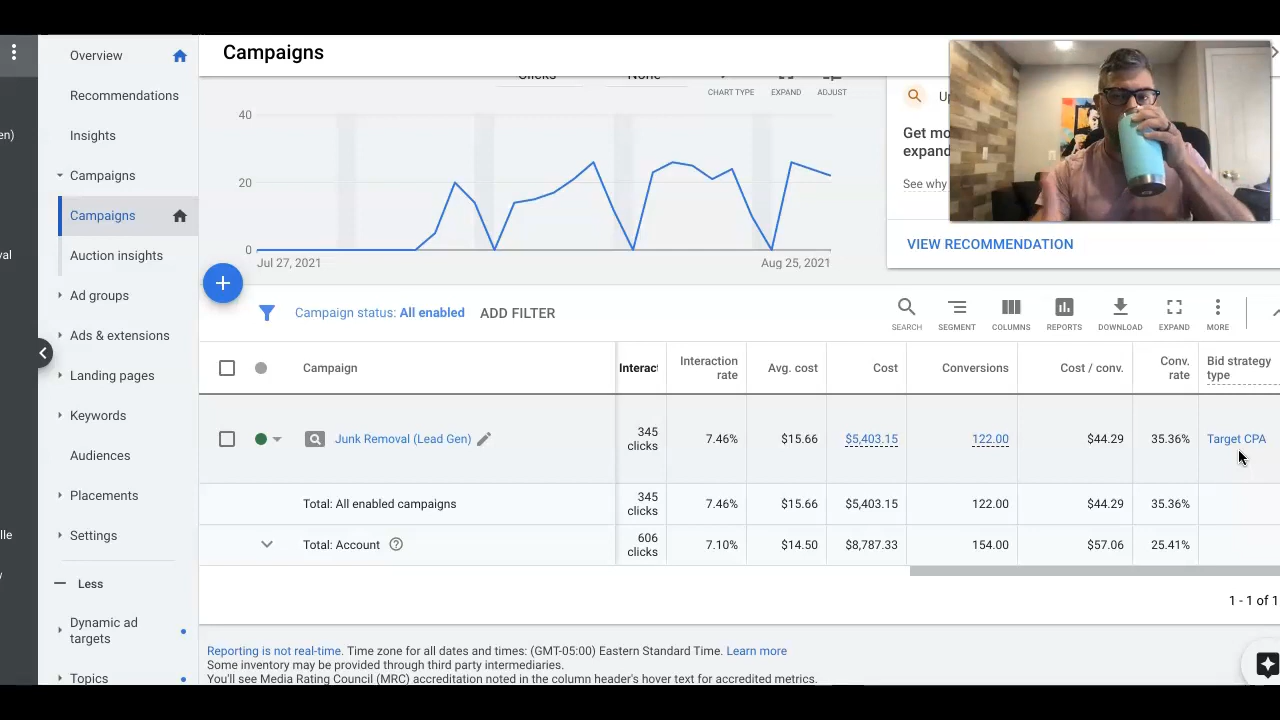 Campaigns
Overview
Recommendations
Insights
Campaigns
Campaigns
Auction insights
Ad groups
Ads & extensions
Landing pages
Keywords
Audiences
Placements
Settings
Less
Dynamic ad
targets
Topics
en)
val
lle
Clicks
None
CHART TYPE
EXPAND
ADJUST
40
20
0
Jul 27, 2021
Aug 25, 2021
Get mo
expand
See why
VIEW RECOMMENDATION
Campaign status: All enabled
ADD FILTER
SEARCH
SEGMENT
COLUMNS
REPORTS
DOWNLOAD
EXPAND
MORE
Campaign
Interact
Interaction
rate
Avg. cost
Cost
Conversions
Cost / conv.
Conv.
rate
Bid strategy
type
Junk Removal (Lead Gen)
345
clicks
7.46%
$15.66
$5,403.15
122.00
$44.29
35.36%
Target CPA
Total: All enabled campaigns
345
clicks
7.46%
$15.66
$5,403.15
122.00
$44.29
35.36%
Total: Account
606
clicks
7.10%
$14.50
$8,787.33
154.00
$57.06
25.41%
1 - 1 of 1
Reporting is not real-time. Time zone for all dates and times: (GMT-05:00) Eastern Standard Time. Learn more
Some inventory may be provided through third party intermediaries.
You'll see Media Rating Council (MRC) accreditation noted in the column header's hover text for accredited metrics.